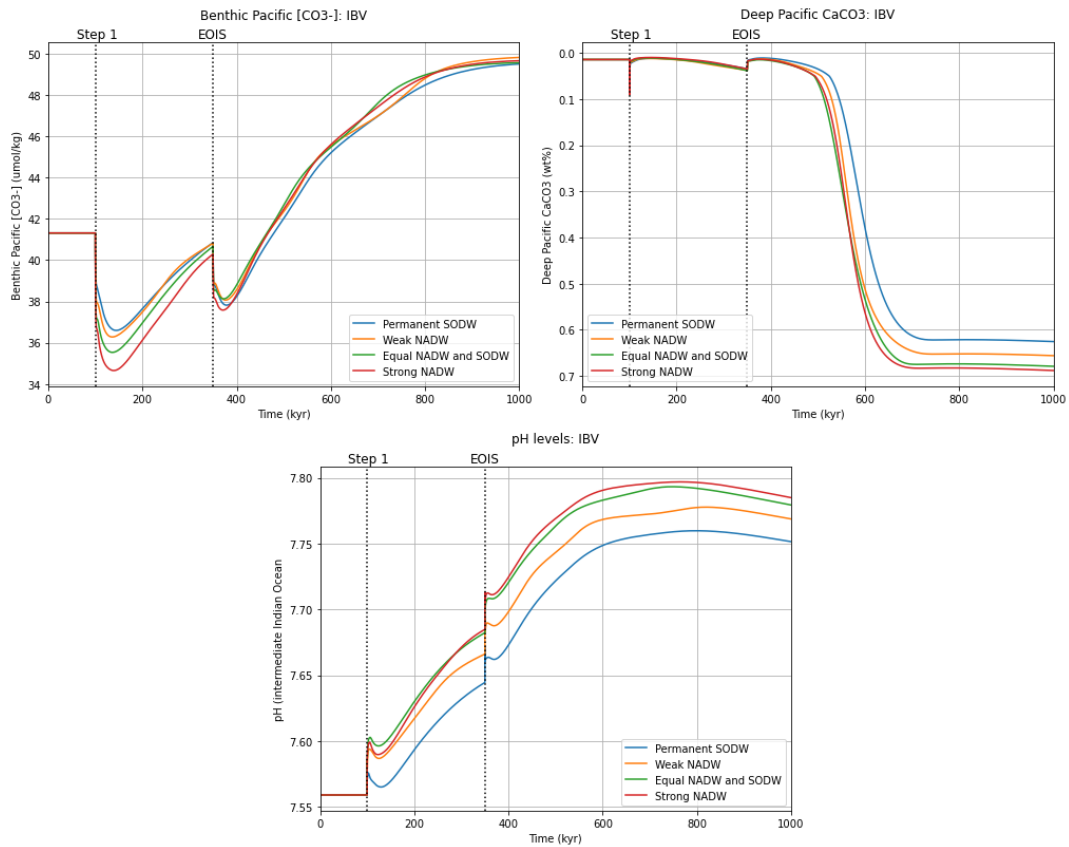 Benthic Pacific [CO3-]: IBV
Step 1 EOIS
50
48
46
44
42
40
38
36
34
Benthic Pacific [CO3-] (umol/kg)
Permanent SODW
Weak NADW
Equal NADW and SODW
Strong NADW
0 200 400 600 800 1000
Time (kyr)
Deep Pacific CaCO3: IBV
Step 1 EOIS
0.0
0.1
0.2
0.3
0.4
0.5
0.6
0.7
Deep Pacific CaCO3 (wt%)
Permanent SODW
Weak NADW
Equal NADW and SODW
Strong NADW
0 200 400 600 800 1000
Time (kyr)
pH levels: IBV
Step 1 EOIS
7.80
7.75
7.70
7.65
7.60
7.55
pH (intermediate Indian Ocean
Permanent SODW
Weak NADW
Equal NADW and SODW
Strong NADW
0 200 400 600 800 1000
Time (kyr)